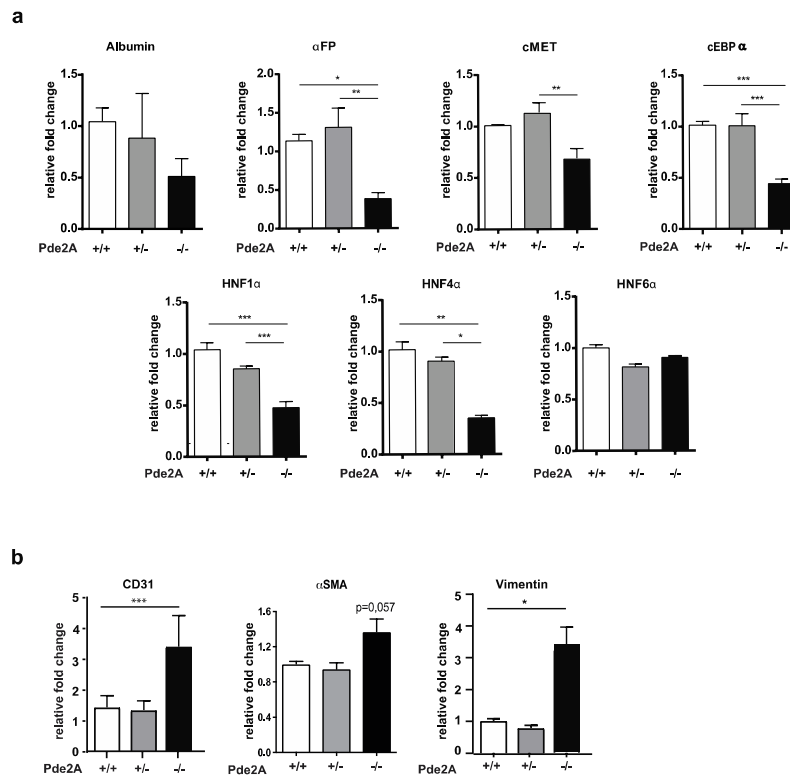 a
Albumin
relative fold change
1.5
1.0
0.5
0.0
Pde2A +/+ +/- -/-
αFP
relative fold change
2.0
1.5
1.0
0.5
0.0
*
**
+/+ +/- -/-
cMET
relative fold change
1.5
1.0
0.5
0.0
**
+/+ +/- -/-
cEBP α
relative fold change
1.5
1.0
0.5
0.0
***
***
+/+ +/- -/-
HNF1α
relative fold change
1.5
1.0
0.5
0.0
***
***
Pde2A +/+ +/- -/-
HNF4α
relative fold change
1.5
1.0
0.5
0.0
**
*
Pde2A +/+ +/- -/-
HNF6α
relative fold change
1.5
1.0
0.5
0.0
Pde2A +/+ +/- -/-
b
CD31
relative fold change
5
4
3
2
1
0
***
Pde2A +/+ +/- -/-
αSMA
relative fold change
1.6
1.2
0.8
0.4
0.0
p=0,057
Pde2A +/+ +/- -/-
Vimentin
relative fold change
5
4
3
2
1
0
*
Pde2A +/+ +/- -/-